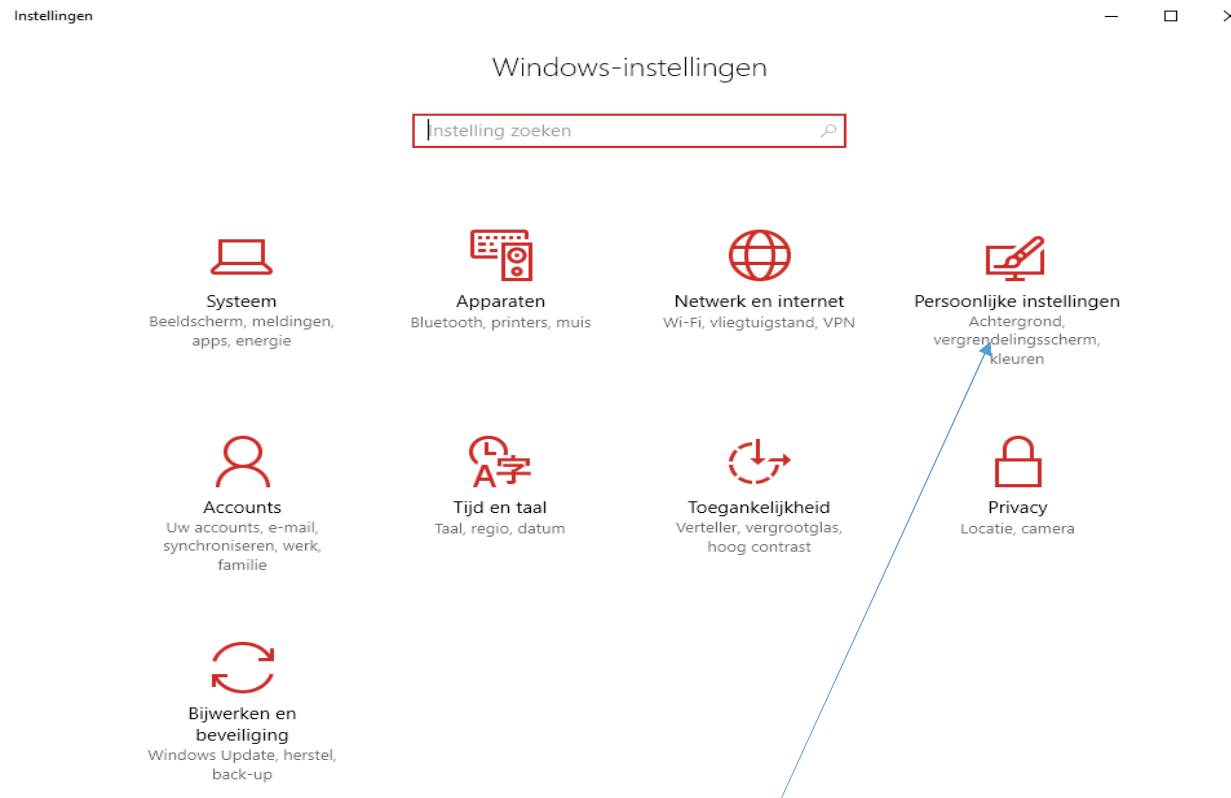 Instellingen
Windows-instellingen
Instelling zoeken
Systeem
Beeldscherm, meldingen,
apps, energie
Apparaten
Bluetooth, printers, muis
Netwerk en internet
Wi-Fi, vliegtuigstand, VPN
Persoonlijke instellingen
Achtergrond,
vergrendelingsscherm,
kleuren
Accounts
Uw accounts, e-mail,
synchroniseren, werk,
familie
A字
Tijd en taal
Taal, regio, datum
Toegankelijkheid
Verteller, vergrootglas,
hoog contrast
Privacy
Locatie, camera
Bijwerken en
beveiliging
Windows Update, herstel,
back-up